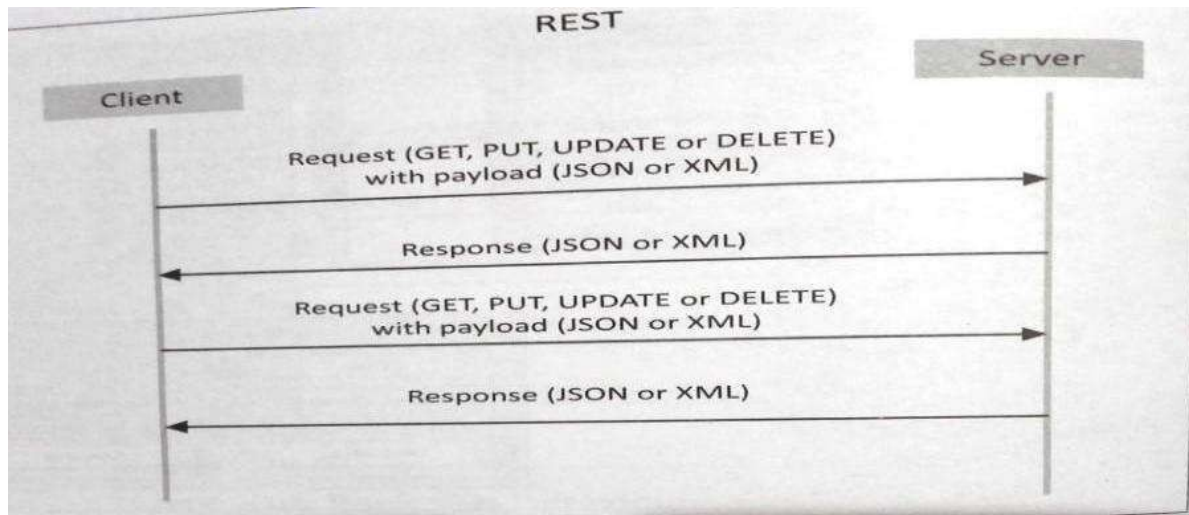 REST
Client
Server
Request (GET, PUT, UPDATE or DELETE)
with payload (JSON or XML)
Response (JSON or XML)
Request (GET, PUT, UPDATE or DELETE)
with payload (JSON or XML)
Response (JSON or XML)